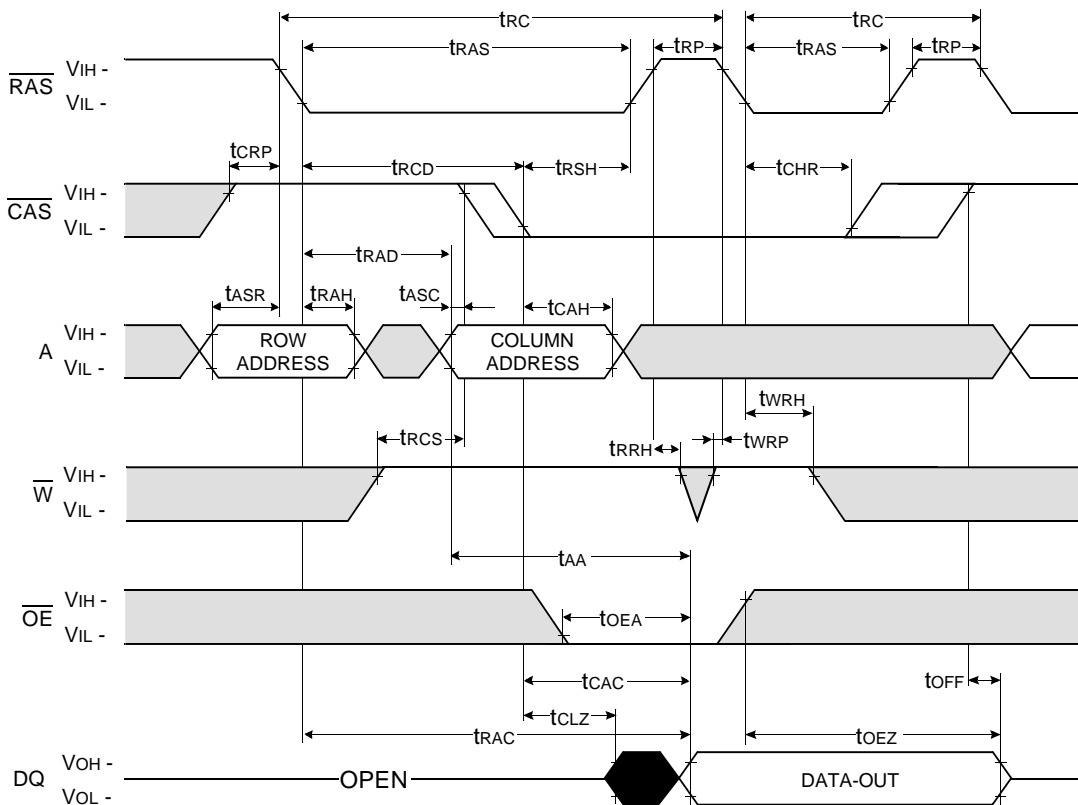 tRC tRC
tRAS tRP tRAS tRP
RAS VIH -
VIL -
tCRP tRCD tRSH tCHR
CAS VIH -
VIL -
tRAD
tASR tRAH tASC tCAH
A VIH -
VIL -
ROW ADDRESS
COLUMN ADDRESS
tWRH
tRCS tRRH tWRP
W VIH -
VIL -
tAA
OE VIH -
VIL -
tOEA
tCAC tOFF
tCLZ
tRAC tOEZ
DQ VOH -
VOL -
OPEN DATA-OUT